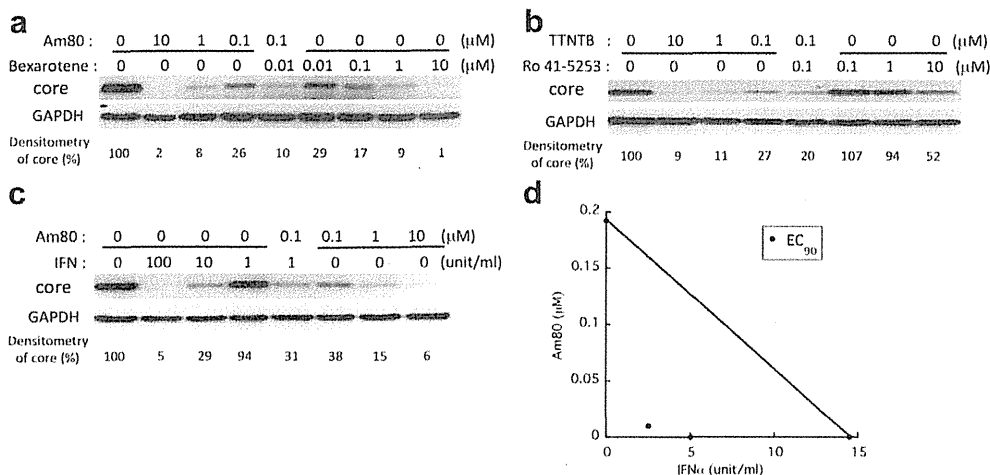 a
Am80 : 0 10 1 0.1 0.1 0 0 0 0 (μM)
Bexarotene : 0 0 0 0 0.01 0.01 0.1 1 10 (μM)
core
GAPDH
Densitometry
of core (%) 100 2 8 26 10 29 17 9 1
b
TTNTB : 0 10 1 0.1 0.1 0 0 0 (μM)
Ro 41-5253 : 0 0 0 0 0.1 0.1 1 10 (μM)
core
GAPDH
Densitometry
of core (%) 100 9 11 27 20 107 94 52
c
Am80 : 0 0 0 0 0.1 0.1 1 10 (μM)
IFN : 0 100 10 1 1 0 0 0 (unit/ml)
core
GAPDH
Densitometry
of core (%) 100 5 29 94 31 38 15 6
d
0.2
0.15
0.1
0.05
0
Am80 (μM)
EC90
0 5 10 15
IFNα (unit/ml)